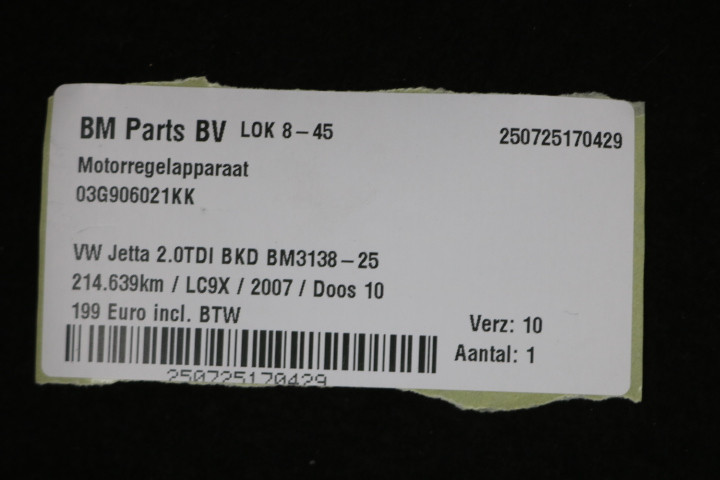 BM Parts BV LOK 8-45
250725170429
Motorregelapparaat
03G906021KK
VW Jetta 2.0TDI BKD BM3138-25
214.639km / LC9X / 2007 / Doos 10
199 Euro incl. BTW
Verz: 10
Aantal: 1
250725170429